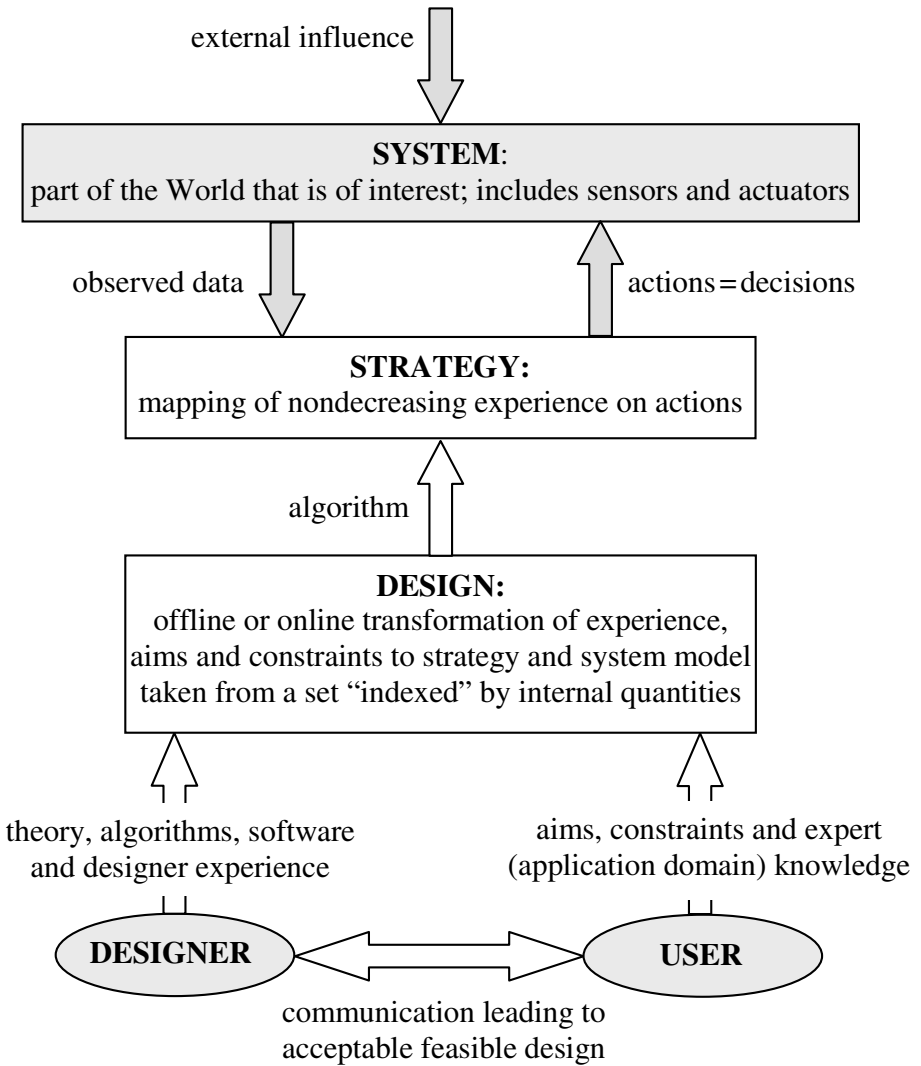 external influence
SYSTEM:
part of the World that is of interest; includes sensors and actuators
observed data
actions=decisions
STRATEGY:
mapping of nondecreasing experience on actions
algorithm
DESIGN:
offline or online transformation of experience,
aims and constraints to strategy and system model
taken from a set “indexed” by internal quantities
theory, algorithms, software
and designer experience
aims, constraints and expert
(application domain) knowledge
DESIGNER
USER
communication leading to
acceptable feasible design